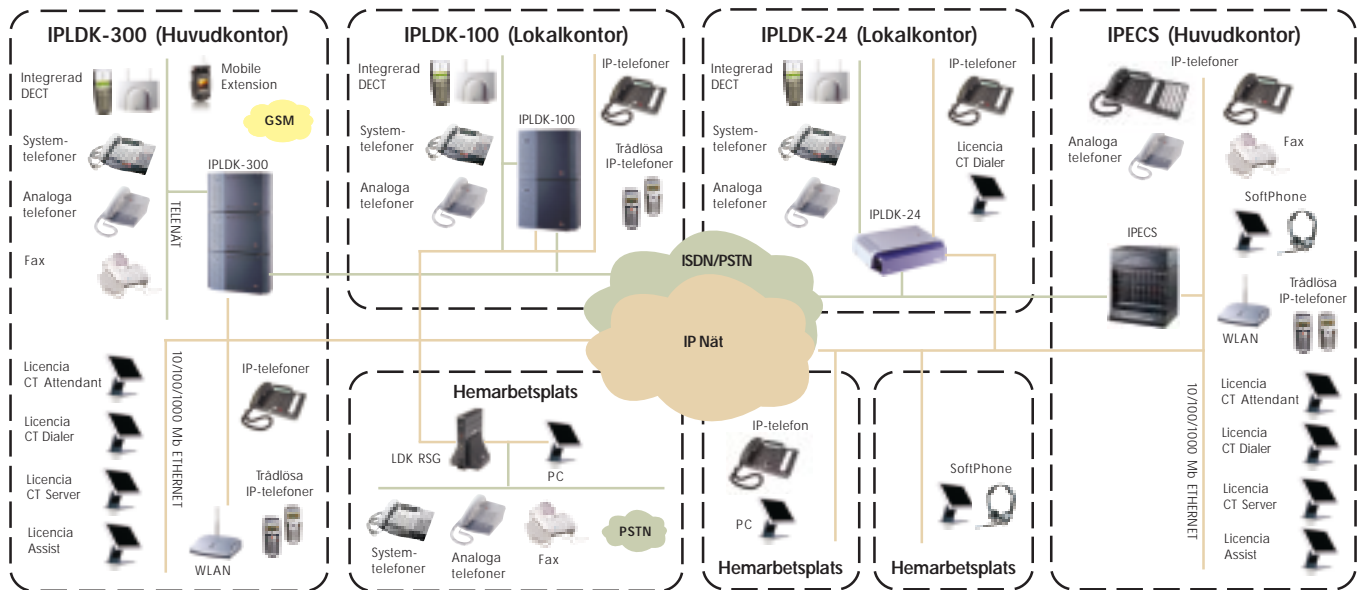 IPLDK-300 (Huvudkontor)
Integrerad
DECT
Mobile
Extension
GSM
System-
telefoner
IPLDK-300
Analoga
telefoner
TELENÄT
Fax
Licencia
CT Attendant
10/100/1000 Mb ETHERNET
IP-telefoner
Licencia
CT Dialer
Licencia
CT Server
Trådlösa
IP-telefoner
Licencia
Assist
WLAN
IPLDK-100 (Lokalkontor)
Integrerad
DECT
IP-telefoner
IPLDK-100
System-
telefoner
Trådlösa
IP-telefoner
Analoga
telefoner
ISDN/PSTN
IP Nät
Hemarbetsplats
LDK RSG
PC
System-
telefoner
Analoga
telefoner
Fax
PSTN
IPLDK-24 (Lokalkontor)
Integrerad
DECT
IP-telefoner
System-
telefoner
Licencia
CT Dialer
Analoga
telefoner
IPLDK-24
IP-telefon
PC
Hemarbetsplats
SoftPhone
Hemarbetsplats
IPECS (Huvudkontor)
IP-telefoner
Analoga
telefoner
Fax
SoftPhone
IPECS
Trådlösa
IP-telefoner
WLAN
10/100/1000 Mb ETHERNET
Licencia
CT Attendant
Licencia
CT Dialer
Licencia
CT Server
Licencia
Assist